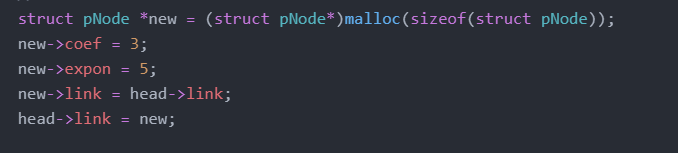 struct pNode *new = (struct pNode*)malloc(sizeof(struct pNode));
new->coef = 3;
new->expon = 5;
new->link = head->link;
head->link = new;